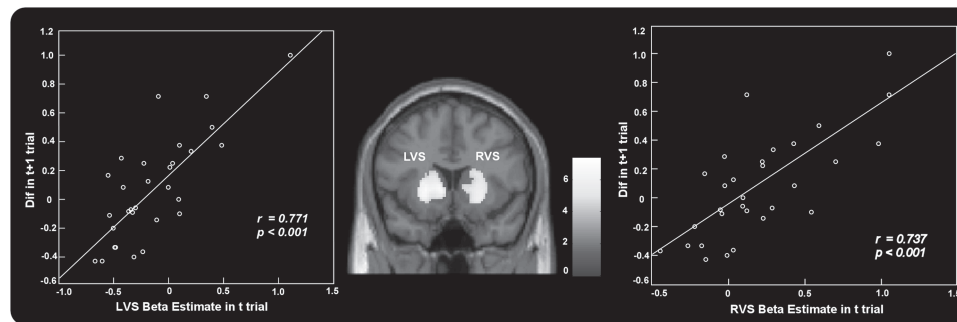 1.2
1.0
0.8
0.6
0.4
0.2
0
-0.2
-0.4
-0.6
-1.0 -0.5 0 0.5 1.0 1.5
Dif in t+1 trial
LVS Beta Estimate in t trial
r = 0.771
p < 0.001
LVS RVS
6
4
2
0
1.2
1.0
0.8
0.6
0.4
0.2
0
-0.2
-0.4
-0.6
-0.5 0 0.5 1.0 1.5
Dif in t+1 trial
RVS Beta Estimate in t trial
r = 0.737
p < 0.001